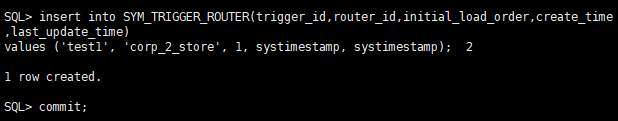 SQL> insert into SYM_TRIGGER_ROUTER(trigger_id,router_id,initial_load_order,create_time
,last_update_time)
values ('test1', 'corp_2_store', 1, systimestamp, systimestamp);  2
1 row created.
SQL> commit;